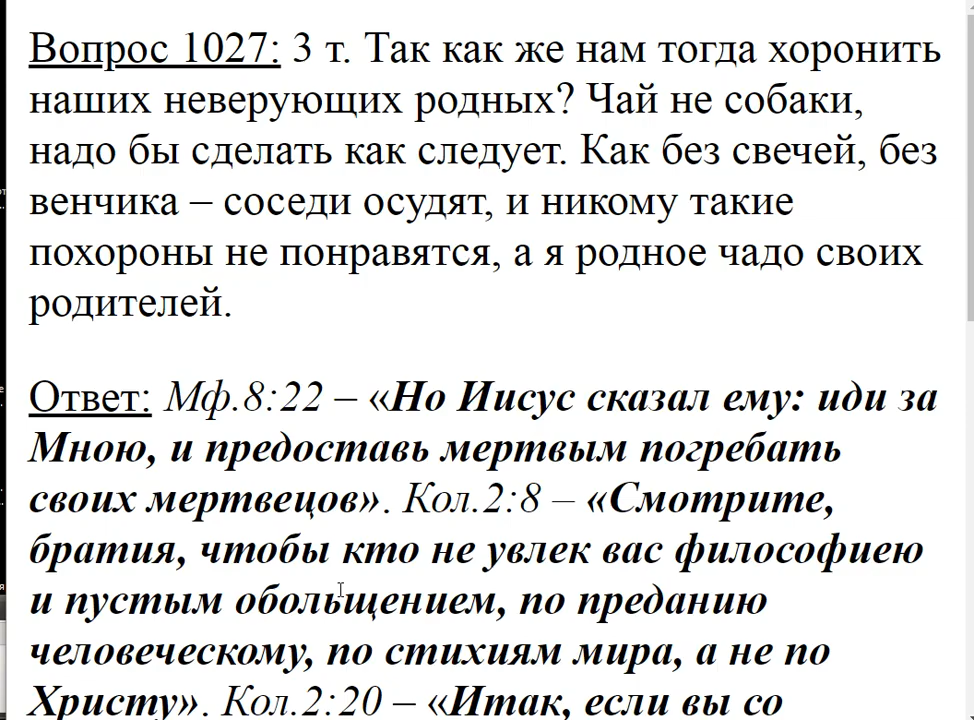 Вопрос 1027: 3 т. Так как же нам тогда хоронить
наших неверующих родных? Чай не собаки,
надо бы сделать как следует. Как без свечей, без
венчика – соседи осудят, и никому такие
похороны не понравятся, а я родное чадо своих
родителей.
Ответ: Мф.8:22 – «Но Иисус сказал ему: иди за
Мною, и предоставь мертвым погребать
своих мертвецов». Кол.2:8 – «Смотрите,
братия, чтобы кто не увлек вас философиею
и пустым обольщением, по преданию
человеческому, по стихиям мира, а не по
Христу». Кол.2:20 – «Итак, если вы со